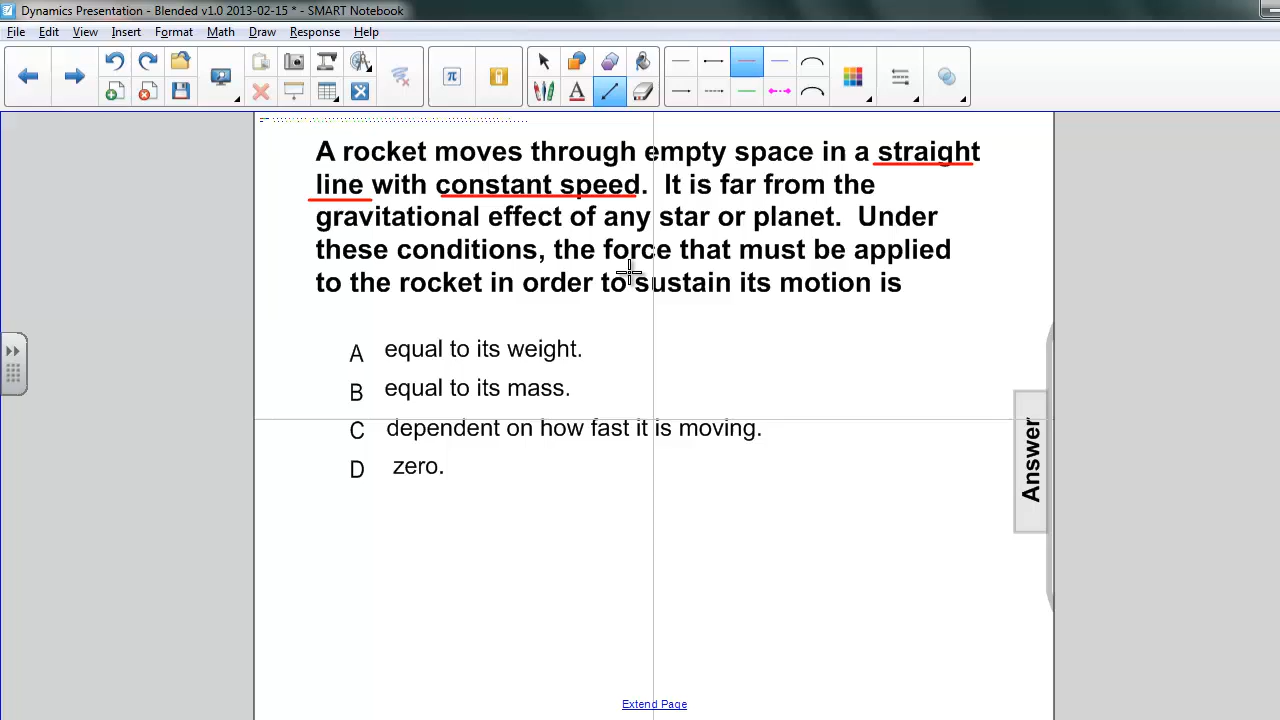 Dynamics Presentation - Blended v1.0 2013-02-15 * - SMART Notebook
File Edit View Insert Format Math Draw Response Help
A rocket moves through empty space in a straight
line with constant speed. It is far from the
gravitational effect of any star or planet. Under
these conditions, the force that must be applied
to the rocket in order to sustain its motion is
A equal to its weight.
B equal to its mass.
C dependent on how fast it is moving.
D zero.
Answer
Extend Page